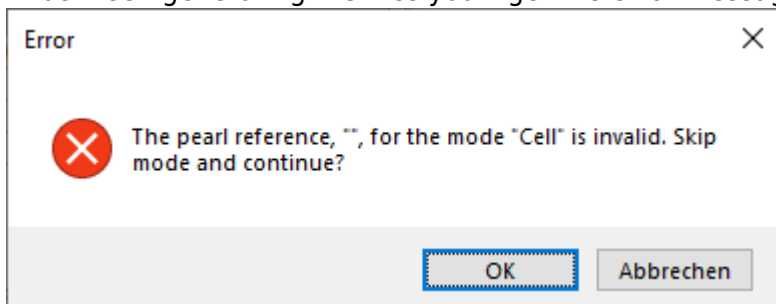 Error
The pearl reference, "", for the mode "Cell" is invalid. Skip
mode and continue?
OK
Abbrechen